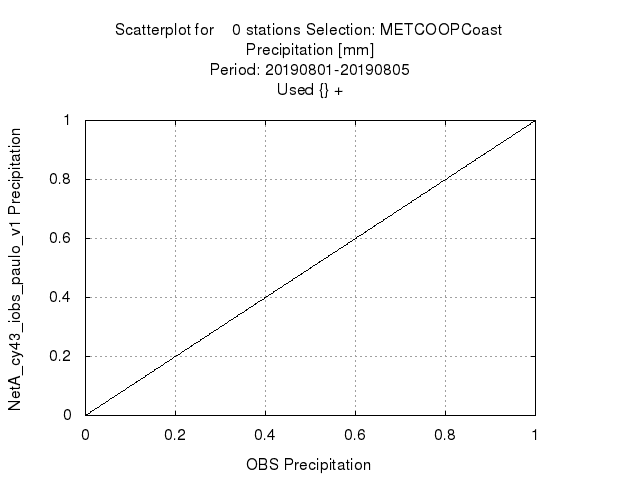 Scatterplot for    0 stations Selection: METCOOPCoast
Precipitation [mm]
Period: 20190801-20190805
Used {} +
NetA_cy43_iobs_paulo_v1 Precipitation
1
0.8
0.6
0.4
0.2
0
0 0.2 0.4 0.6 0.8 1
OBS Precipitation